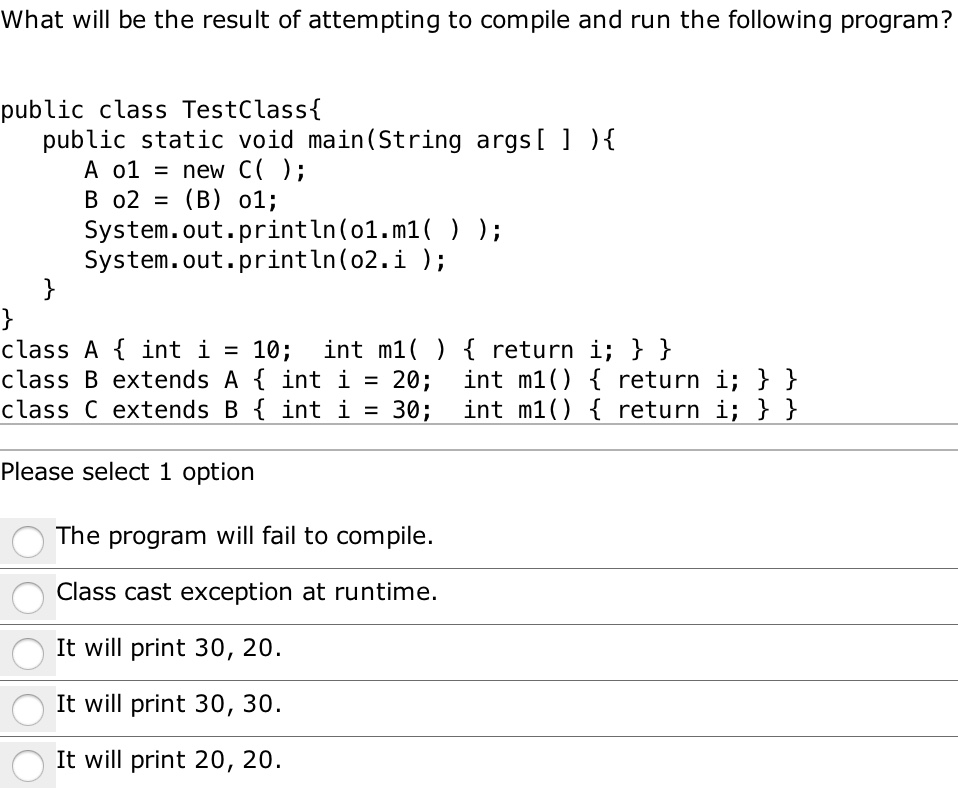 What will be the result of attempting to compile and run the following program?
public class TestClass{
   public static void main(String args[ ] ){
      A o1 = new C( );
      B o2 = (B) o1;
      System.out.println(o1.m1( ) );
      System.out.println(o2.i );
   }
}
class A { int i = 10;  int m1( ) { return i; } }
class B extends A { int i = 20;  int m1() { return i; } }
class C extends B { int i = 30;  int m1() { return i; } }
Please select 1 option
The program will fail to compile.
Class cast exception at runtime.
It will print 30, 20.
It will print 30, 30.
It will print 20, 20.